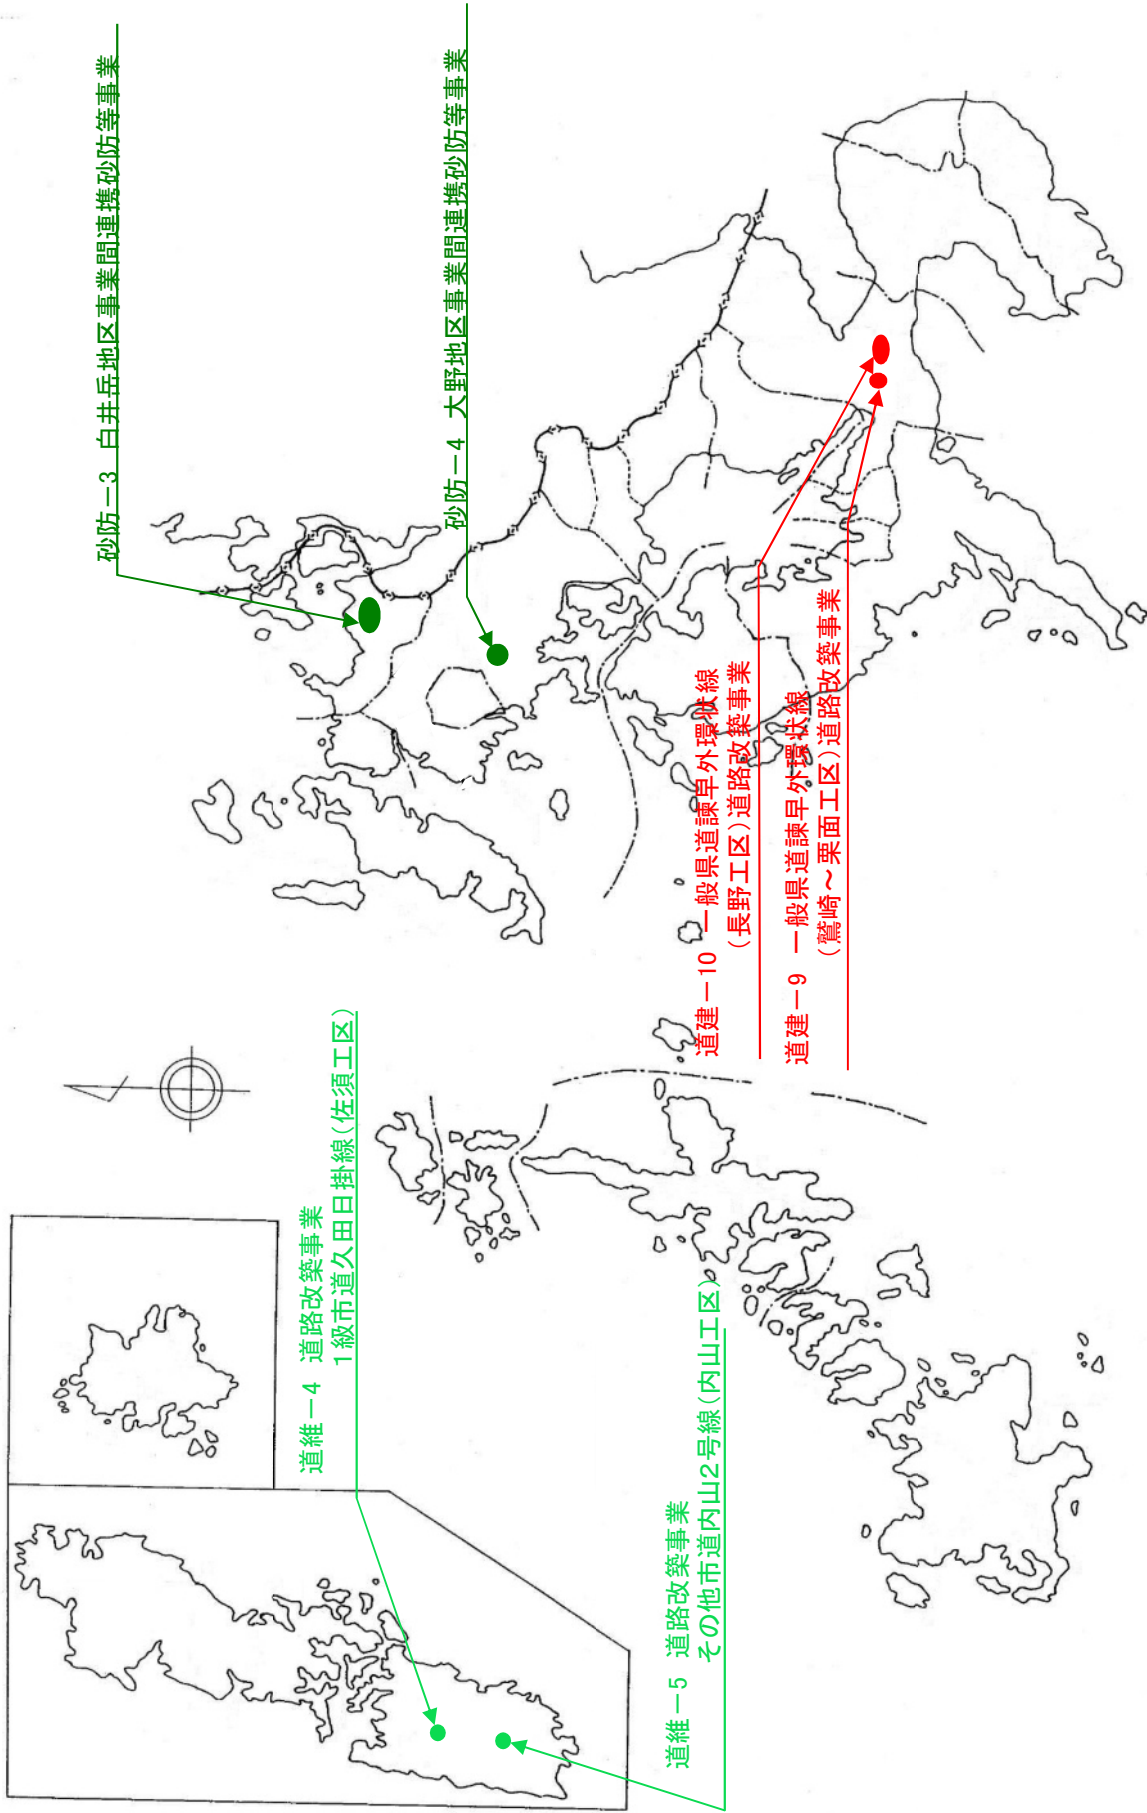 砂防－3 白井岳地区事業間連携砂防等事業
砂防－4 大野地区事業間連携砂防等事業
道建－10 一般県道諫早外環状線
(長野工区)道路改築事業
道建－9 一般県道諫早外環状線
(鷲崎～栗面工区)道路改築事業
道維－4 道路改築事業
1級市道久田日掛線(佐須工区)
道維－5 道路改築事業
その他市道内山2号線(内山工区)